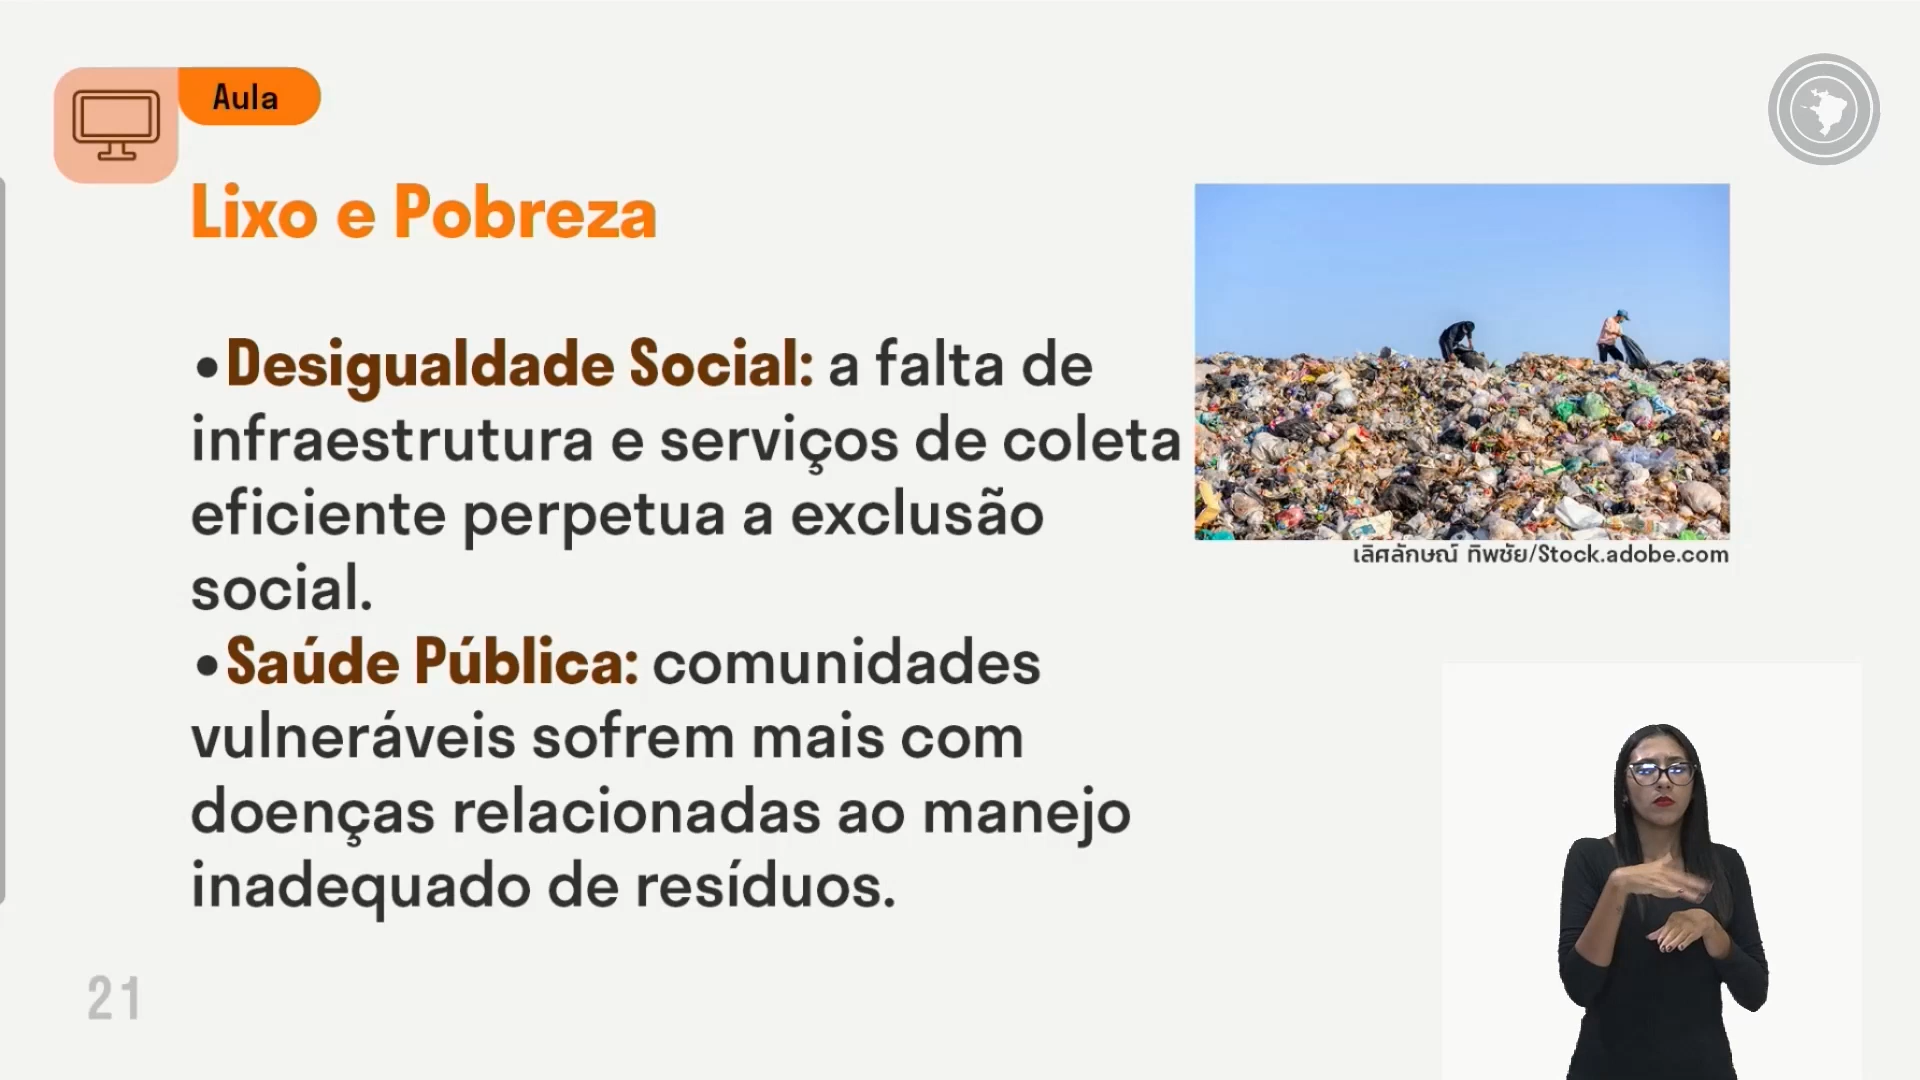 Aula
Lixo e Pobreza
•Desigualdade Social: a falta de
infraestrutura e serviços de coleta
eficiente perpetua a exclusão
social.
•Saúde Pública: comunidades
vulneráveis sofrem mais com
doenças relacionadas ao manejo
inadequado de resíduos.
เลิศลักษณ์ ทิพชัย/Stock.adobe.com
21